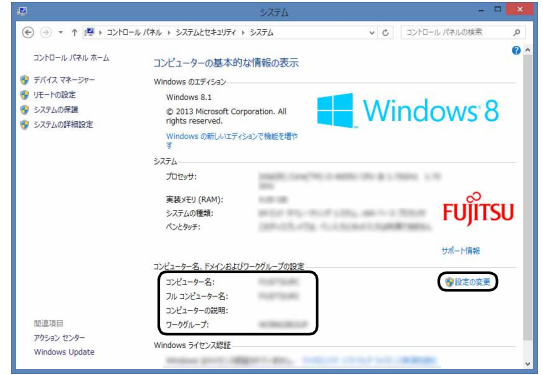 システム
コントロール パネル ▸ システムとセキュリティ ▸ システム
コントロール パネルの検索
コントロール パネル ホーム
デバイス マネージャー
リモートの設定
システムの保護
システムの詳細設定
コンピューターの基本的な情報の表示
Windows のエディション
Windows 8.1
© 2013 Microsoft Corporation. All
rights reserved.
Windows の新しいエディションで機能を増や
す
Windows 8
システム
プロセッサ:
実装メモリ (RAM):
システムの種類:
ペンとタッチ:
FUJITSU
サポート情報
コンピューター名、ドメインおよびワークグループの設定
コンピューター名:
フル コンピューター名:
コンピューターの説明:
ワークグループ:
設定の変更
関連項目
アクション センター
Windows Update
Windows ライセンス認証